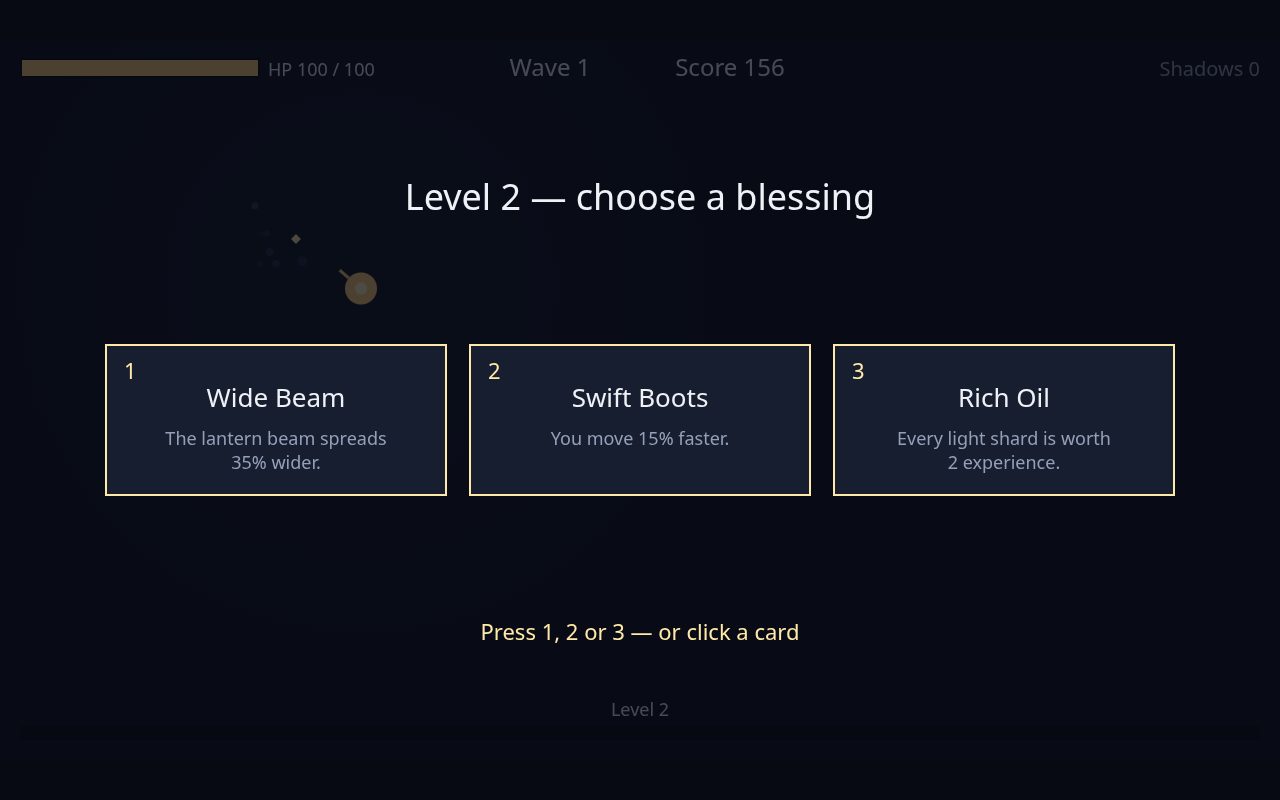 HP 100 / 100
Wave 1
Score 156
Shadows 0
Level 2 — choose a blessing
1
Wide Beam
The lantern beam spreads
35% wider.
2
Swift Boots
You move 15% faster.
3
Rich Oil
Every light shard is worth
2 experience.
Press 1, 2 or 3 — or click a card
Level 2